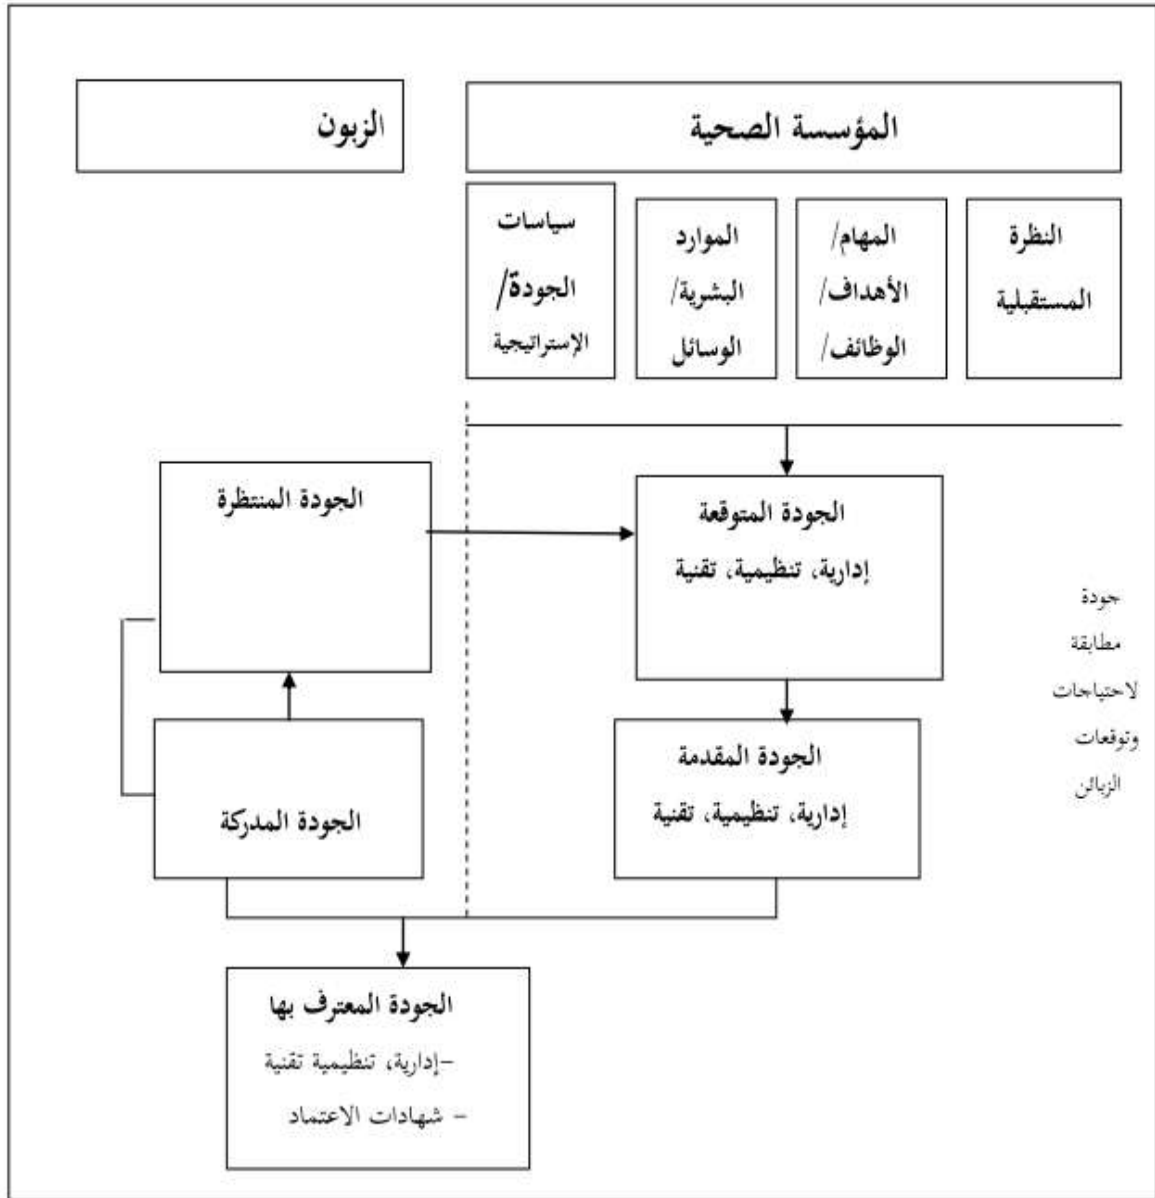 المؤسسة الصحية
الزبون
النظرة
المستقبلية
المهام/
الأهداف/
الوظائف/
الموارد
البشرية/
الوسائل
سياسات
الجودة/
الإستراتيجية
الجودة المتوقعة
إدارية، تنظيمية، تقنية
الجودة المنتظرة
جودة
مطابقة
لاحتياجات
وتوقعات
الزبائن
الجودة المقدمة
إدارية، تنظيمية، تقنية
الجودة المدركة
الجودة المعترف بها
-إدارية، تنظيمية تقنية
- شهادات الاعتماد